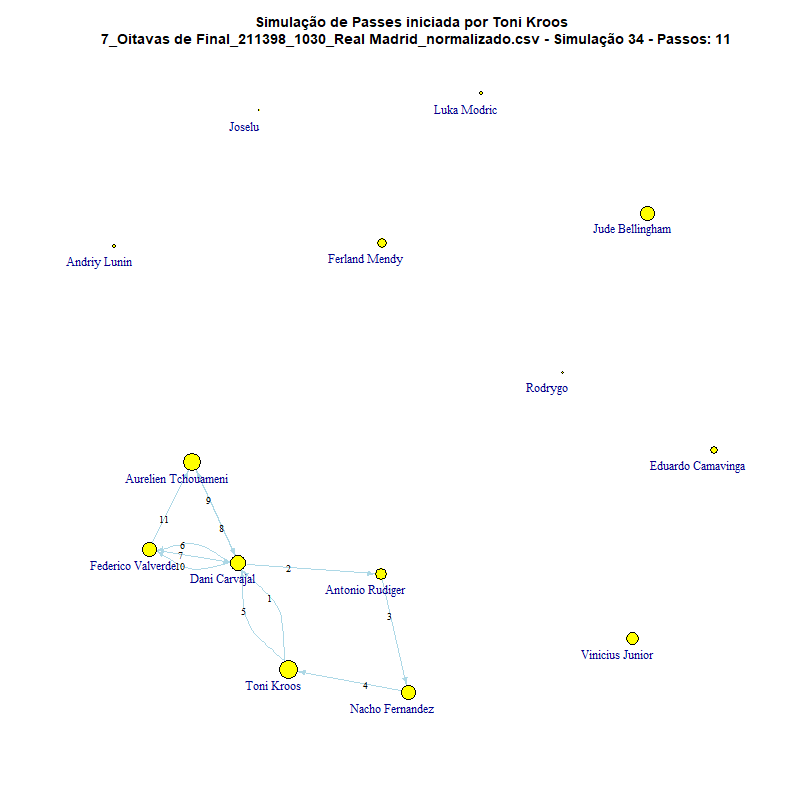 Simulação de Passes iniciada por Toni Kroos
7_Oitavas de Final_211398_1030_Real Madrid_normalizado.csv - Simulação 34 - Passos: 11
Luka Modric
Joselu
Jude Bellingham
Andriy Lunin
Ferland Mendy
Rodrygo
Eduardo Camavinga
Aurelien Tchouameni
9
11
8
6
7
10
Federico Valverde
Dani Carvajal
2
Antonio Rudiger
1
5
3
Vinicius Junior
Toni Kroos
4
Nacho Fernandez